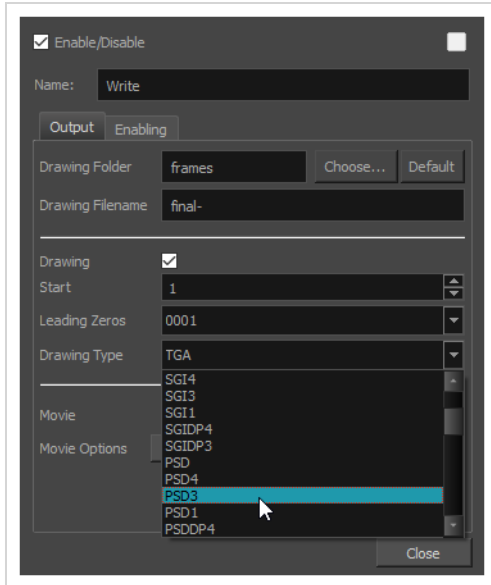 Enable/Disable
Name: Write
Output Enabling
Drawing Folder frames Choose... Default
Drawing Filename final-
Drawing
Start 1
Leading Zeros 0001
Drawing Type TGA
SGI4
SGI3
SGI1
SGIDP4
Movie
SGIDP3
Movie Options
PSD
PSD4
PSD3
PSD1
PSDDP4
Close